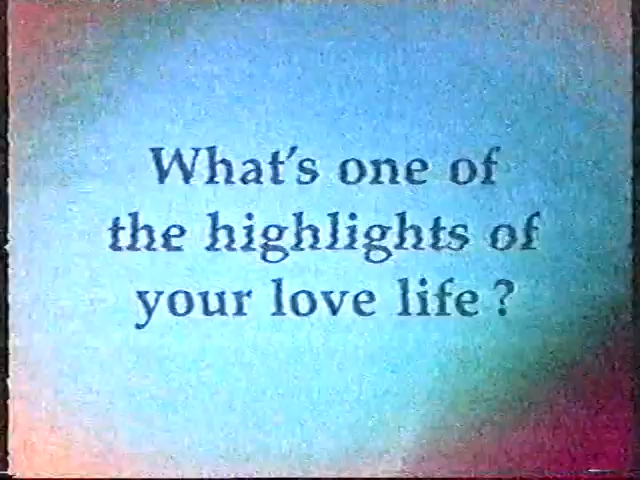 What's one of
the highlights of
your love life ?